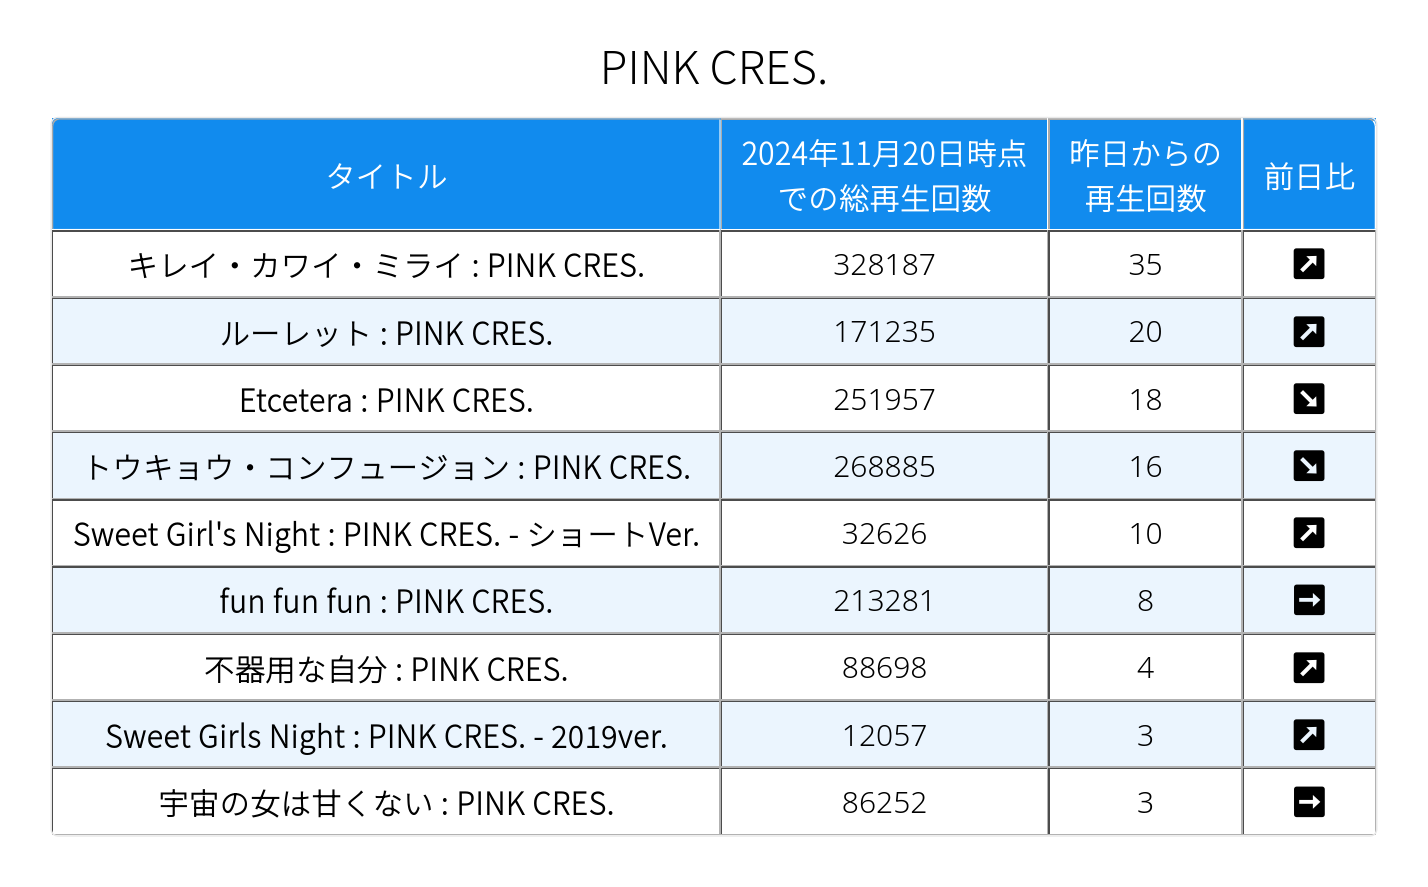 PINK CRES.
タイトル
2024年11月20日時点
での総再生回数
昨日からの
再生回数
前日比
キレイ・カワイ・ミライ : PINK CRES. 328187 35 ↗
ルーレット : PINK CRES. 171235 20 ↗
Etcetera : PINK CRES. 251957 18 ↘
トウキョウ・コンフュージョン : PINK CRES. 268885 16 ↘
Sweet Girl's Night : PINK CRES. - ショートVer. 32626 10 ↗
fun fun fun : PINK CRES. 213281 8 →
不器用な自分 : PINK CRES. 88698 4 ↗
Sweet Girls Night : PINK CRES. - 2019ver. 12057 3 ↗
宇宙の女は甘くない : PINK CRES. 86252 3 →